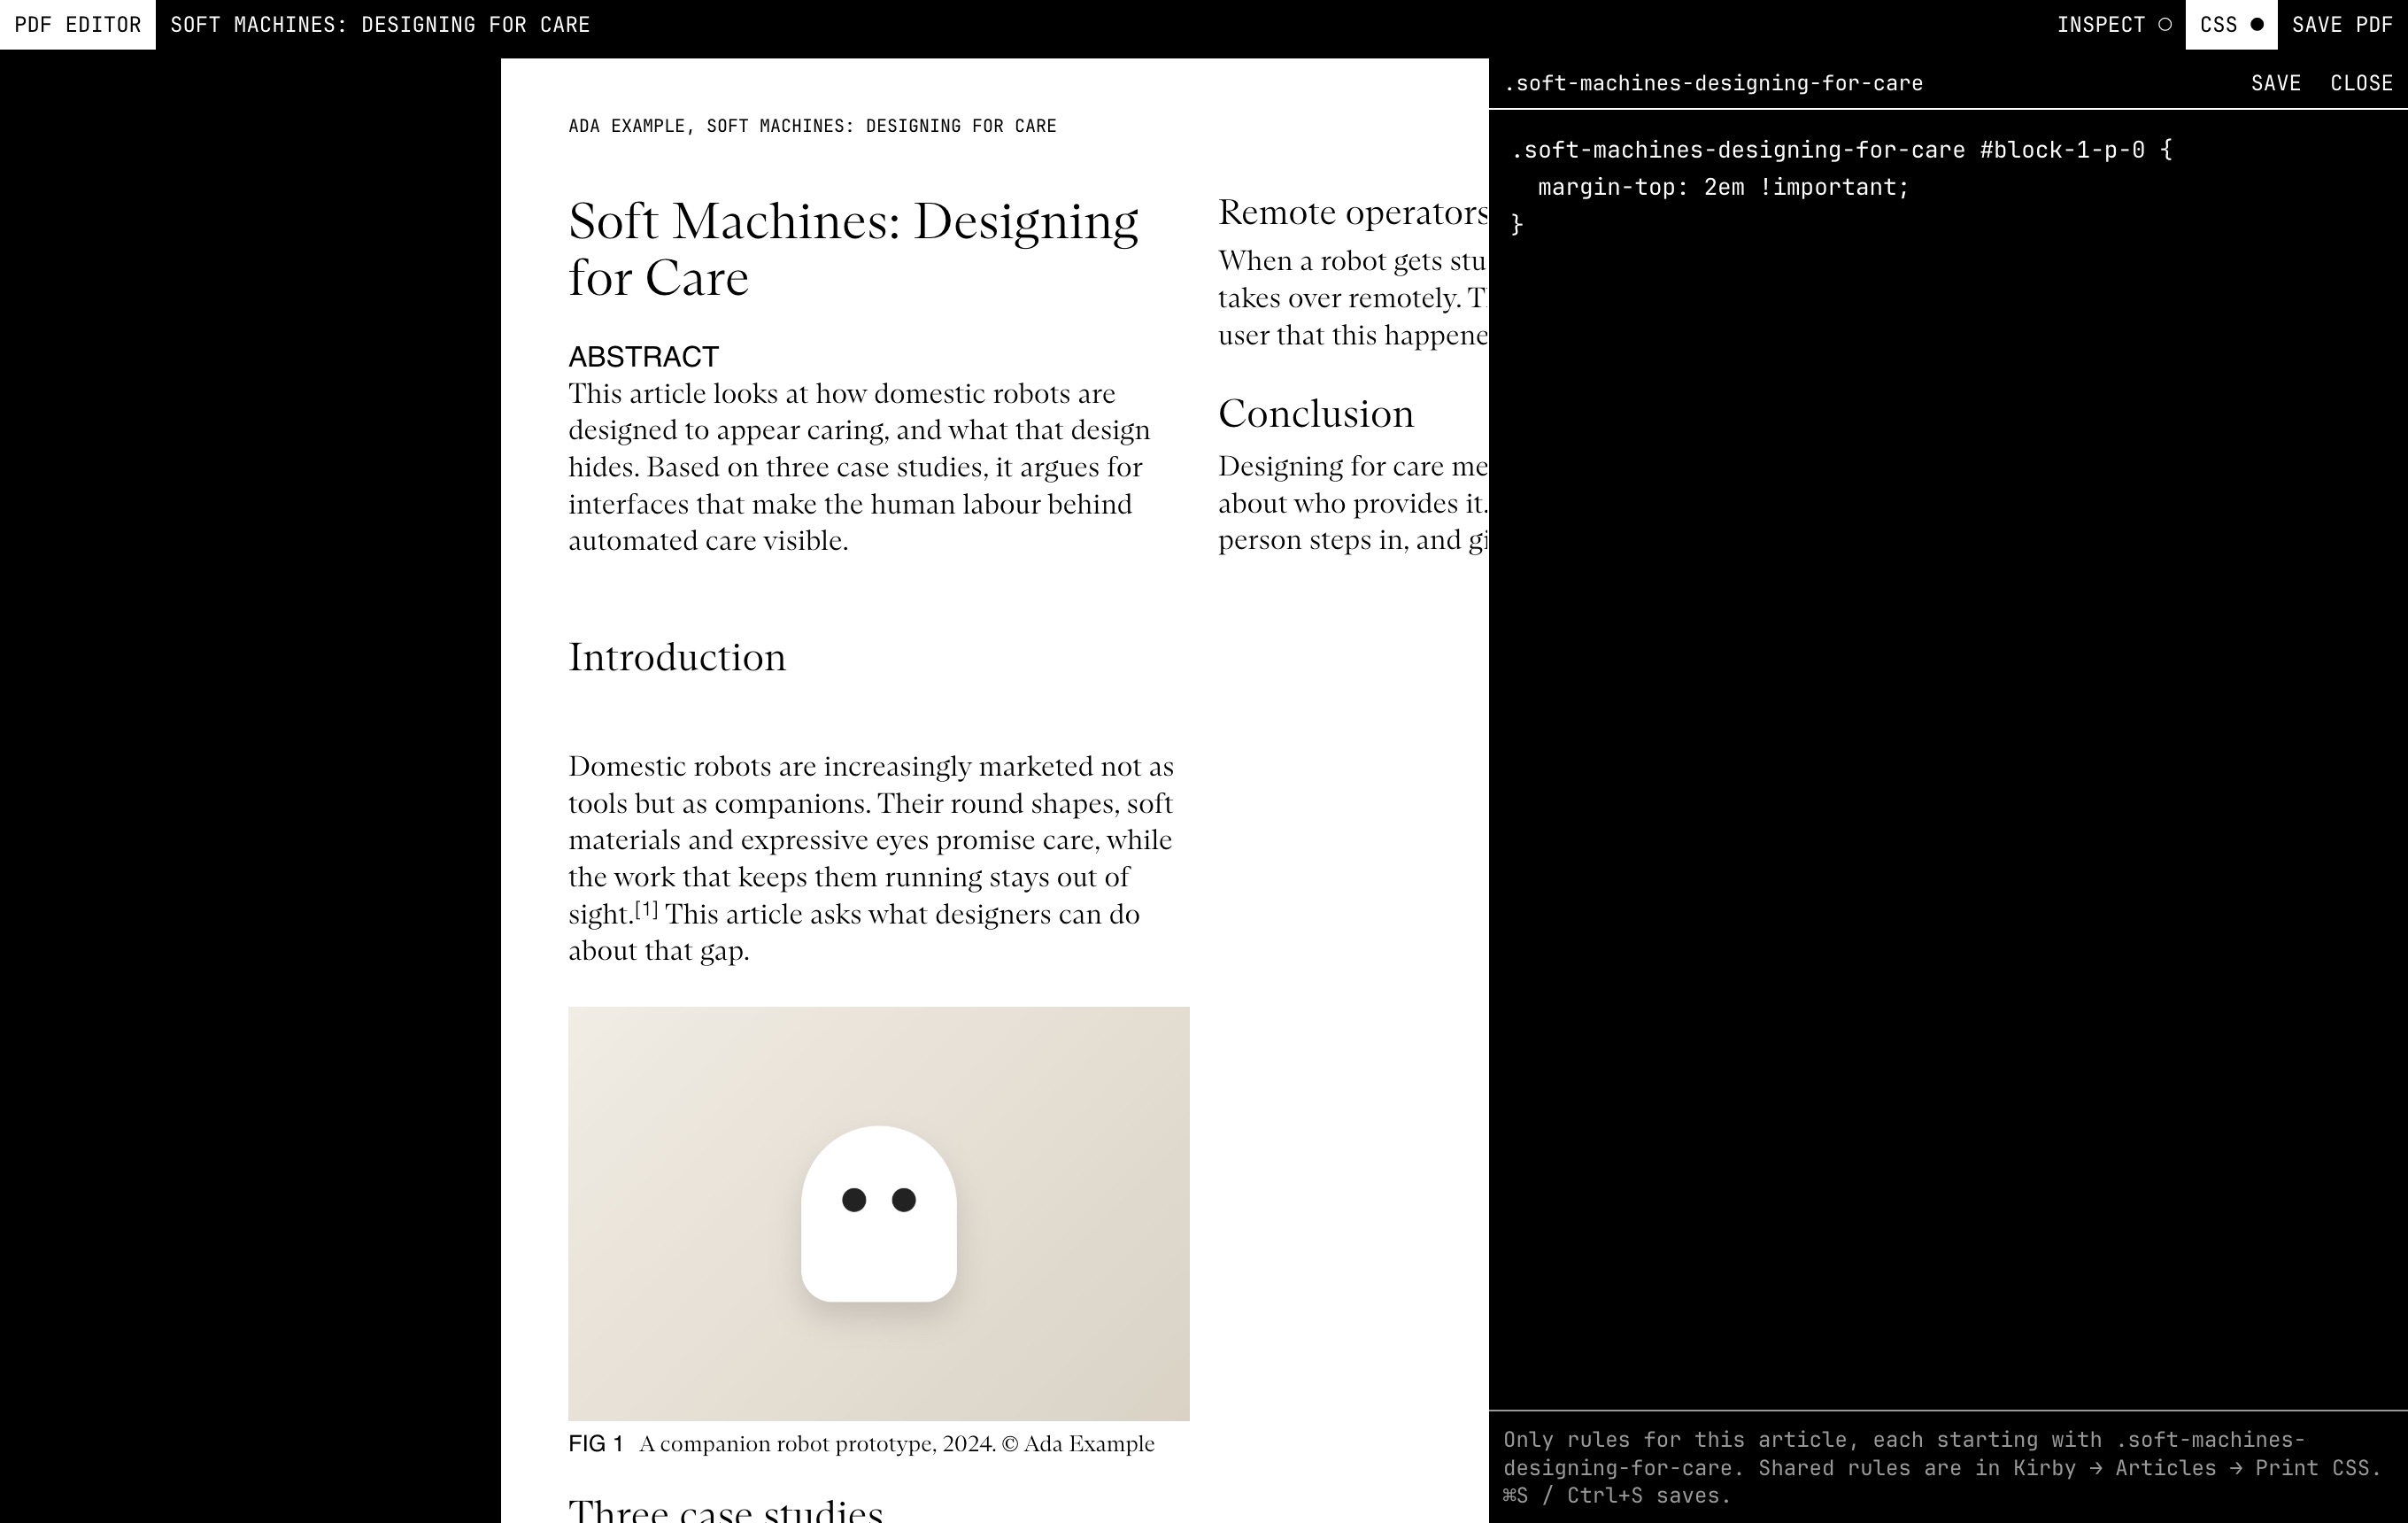 PDF EDITOR SOFT MACHINES: DESIGNING FOR CARE INSPECT ○ CSS ● SAVE PDF
ADA EXAMPLE, SOFT MACHINES: DESIGNING FOR CARE
Soft Machines: Designing
for Care
ABSTRACT
This article looks at how domestic robots are
designed to appear caring, and what that design
hides. Based on three case studies, it argues for
interfaces that make the human labour behind
automated care visible.
Introduction
Domestic robots are increasingly marketed not as
tools but as companions. Their round shapes, soft
materials and expressive eyes promise care, while
the work that keeps them running stays out of
sight.[1] This article asks what designers can do
about that gap.
FIG 1 A companion robot prototype, 2024. © Ada Example
Three case studies
Remote operators
When a robot gets stu
takes over remotely. T
user that this happene
Conclusion
Designing for care me
about who provides it.
person steps in, and gi
.soft-machines-designing-for-care SAVE CLOSE
.soft-machines-designing-for-care #block-1-p-0 {
margin-top: 2em !important;
}
Only rules for this article, each starting with .soft-machines-
designing-for-care. Shared rules are in Kirby → Articles → Print CSS.
⌘S / Ctrl+S saves.